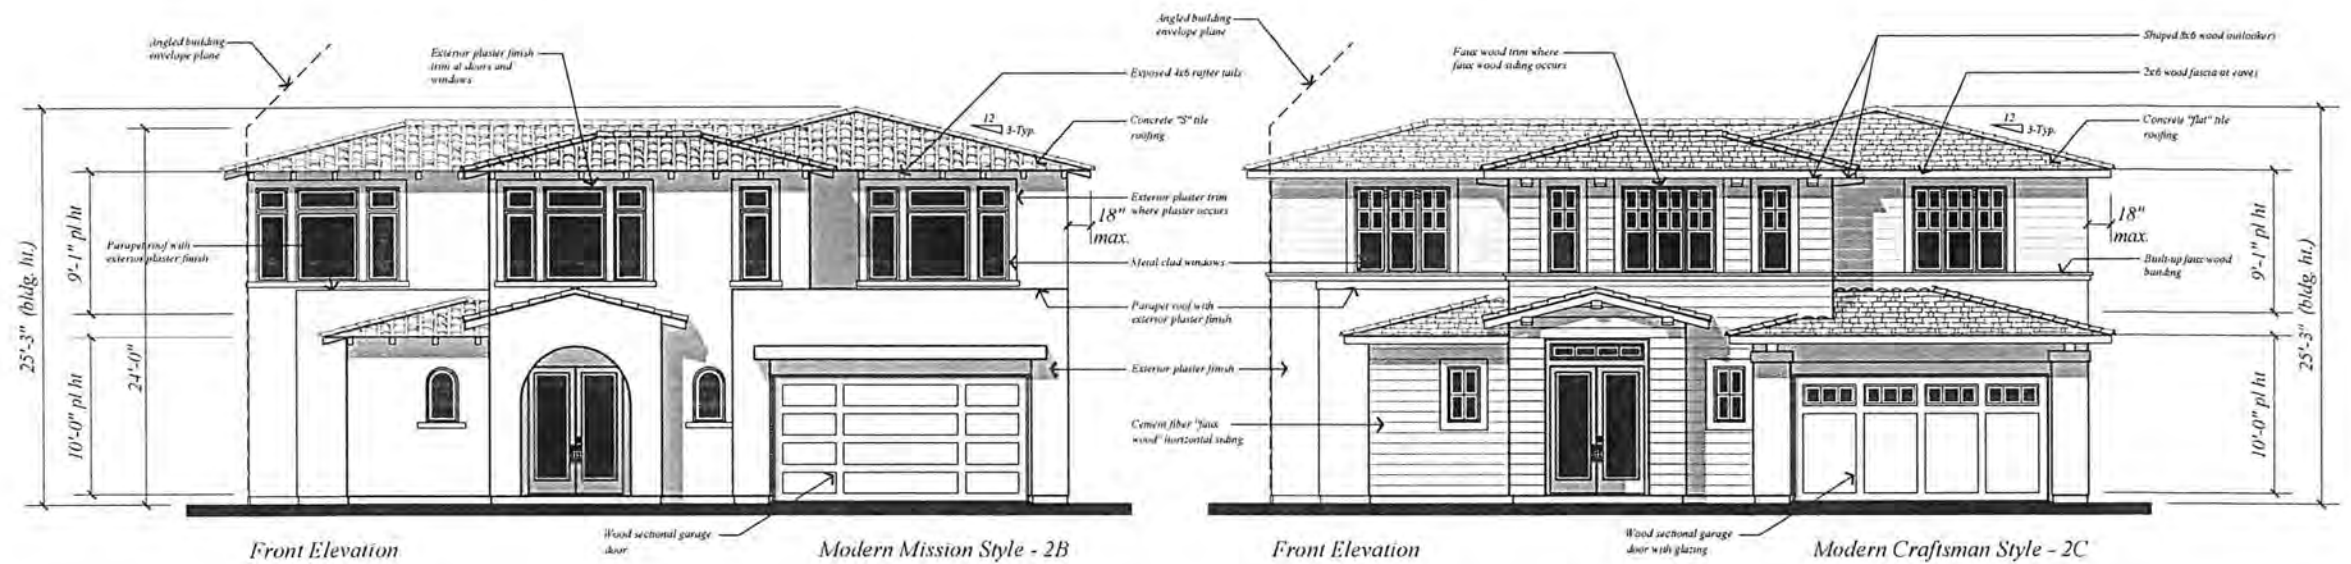 Angled building
envelope plane
Exterior plaster finish
trim at doors and
windows
Exposed 4x6 rafter tails
12
3-Typ.
Concrete "S" tile
roofing
Exterior plaster trim
where plaster occurs
18"
max.
Parapet roof with
exterior plaster finish
Metal clad windows
Parapet roof with
exterior plaster finish
Exterior plaster finish
Cement fiber "faux
wood" horizontal siding
25'-3" (bldg. ht.)
9'-1" pl ht
10'-0" pl ht
24'-0"
Wood sectional garage
door
Front Elevation
Modern Mission Style - 2B
Angled building
envelope plane
Faux wood trim where
faux wood siding occurs
Shaped 8x6 wood outlookers
2x6 wood fascia at eaves
12
3-Typ.
Concrete "flat" tile
roofing
18"
max.
Built-up faux wood
banding
9'-1" pl ht
10'-0" pl ht
25'-3" (bldg. ht.)
Wood sectional garage
door with glazing
Front Elevation
Modern Craftsman Style - 2C